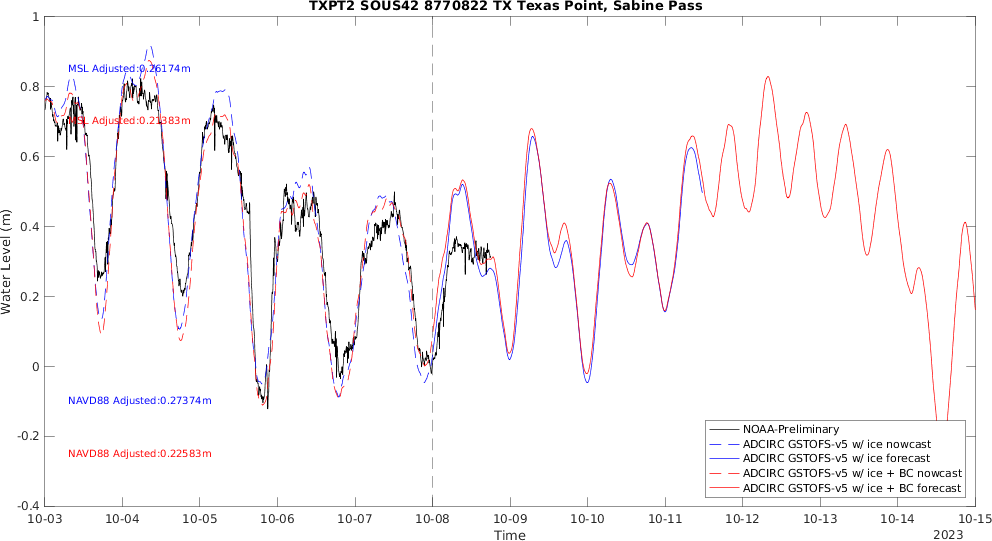 TXPT2 SOUS42 8770822 TX Texas Point, Sabine Pass
Water Level (m)
1
0.8
0.6
0.4
0.2
0
-0.2
-0.4
MSL Adjusted:0.26174m
MSL Adjusted:0.21383m
NAVD88 Adjusted:0.27374m
NAVD88 Adjusted:0.22583m
NOAA-Preliminary
ADCIRC GSTOFS-v5 w/ ice nowcast
ADCIRC GSTOFS-v5 w/ ice forecast
ADCIRC GSTOFS-v5 w/ ice + BC nowcast
ADCIRC GSTOFS-v5 w/ ice + BC forecast
10-03 10-04 10-05 10-06 10-07 10-08 10-09 10-10 10-11 10-12 10-13 10-14 10-15
Time
2023